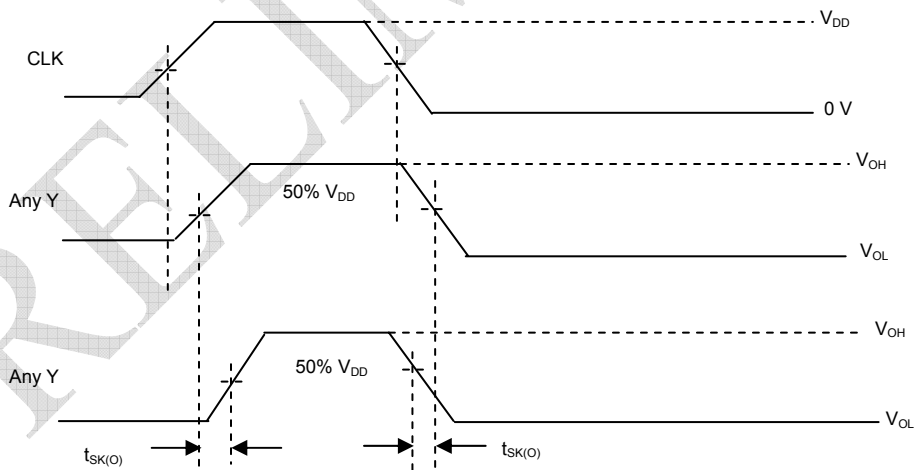 V_DD
CLK
0 V
V_OH
Any Y
50% V_DD
V_OL
V_OH
Any Y
50% V_DD
V_OL
t_SK(O)
t_SK(O)